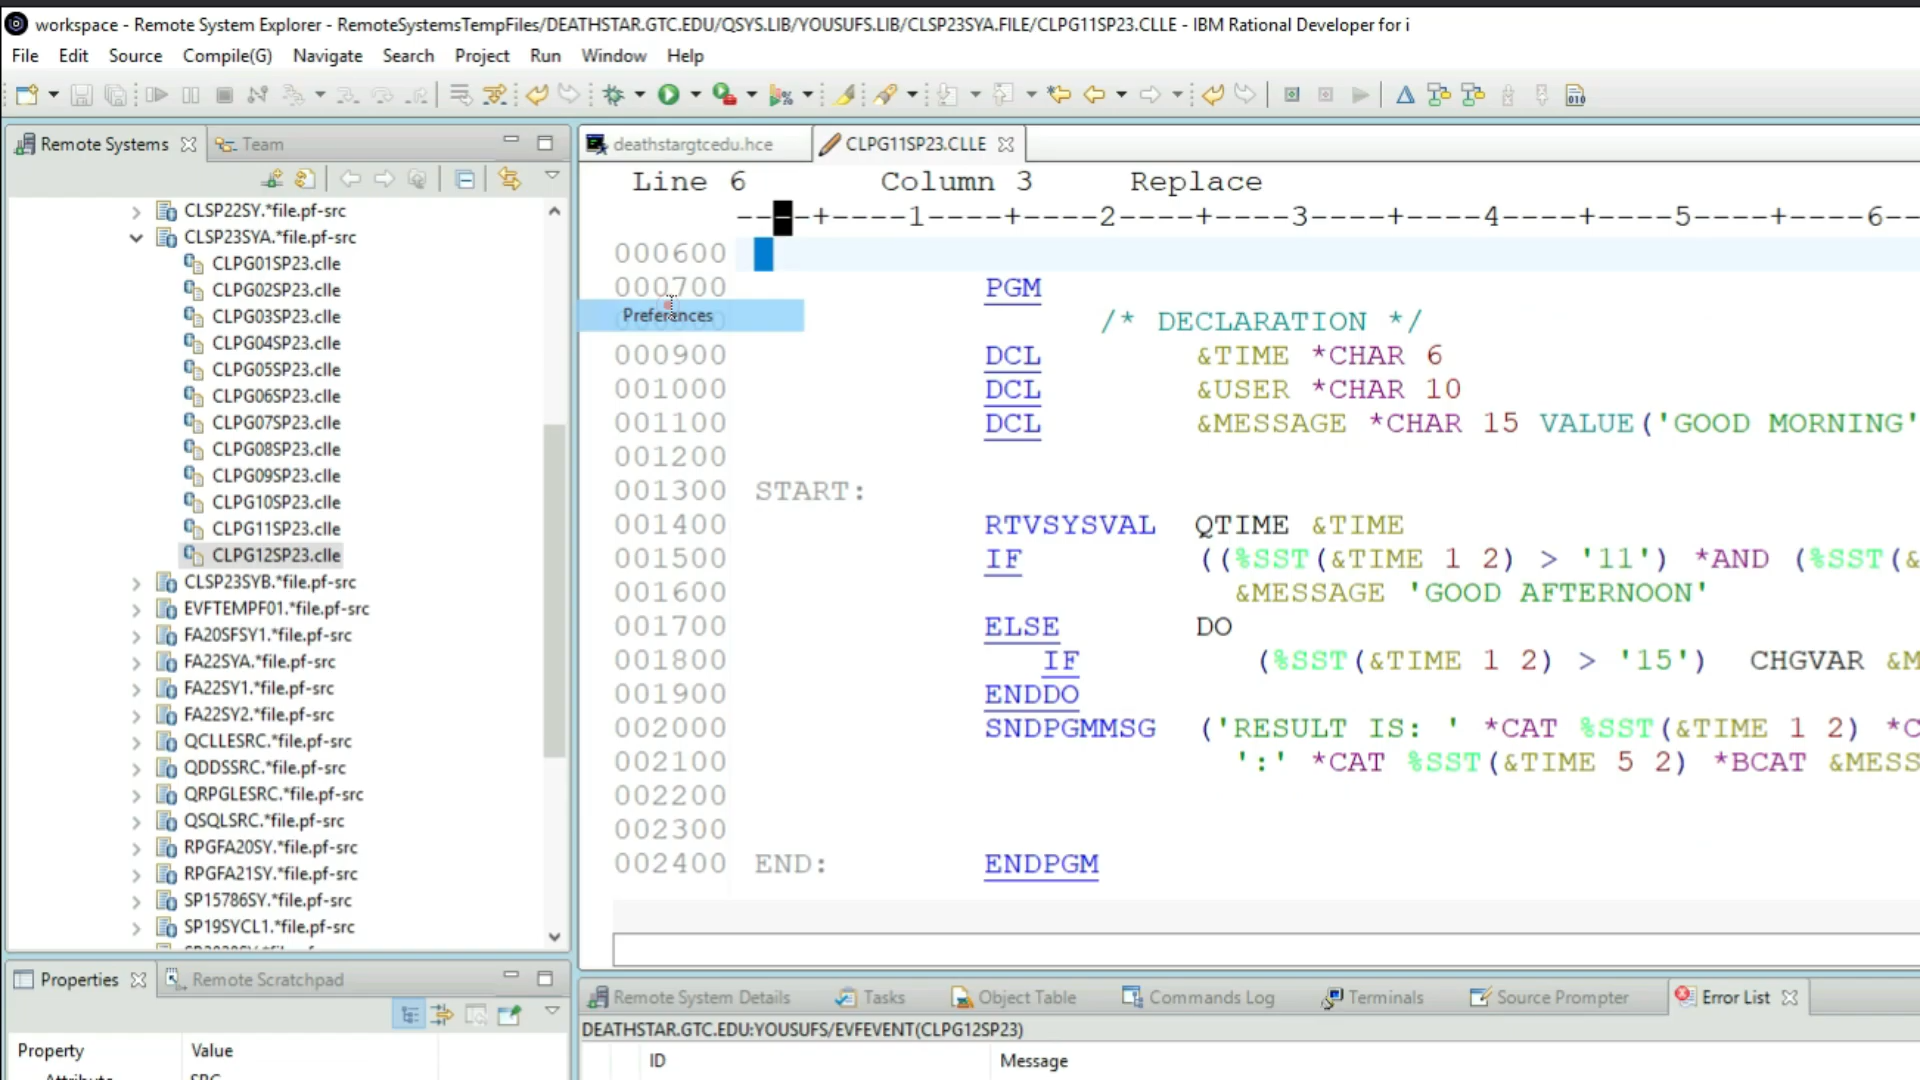 workspace - Remote System Explorer - RemoteSystemsTempFiles/DEATHSTAR.GTC.EDU/QSYS.LIB/YOUSUFS.LIB/CLSP23SYA.FILE/CLPG11SP23.CLLE - IBM Rational Developer for i
File Edit Source Compile(G) Navigate Search Project Run Window Help
Remote Systems Team
CLSP22SY.*file.pf-src
CLSP23SYA.*file.pf-src
CLPG01SP23.clle
CLPG02SP23.clle
CLPG03SP23.clle
CLPG04SP23.clle
CLPG05SP23.clle
CLPG06SP23.clle
CLPG07SP23.clle
CLPG08SP23.clle
CLPG09SP23.clle
CLPG10SP23.clle
CLPG11SP23.clle
CLPG12SP23.clle
CLSP23SYB.*file.pf-src
EVFTEMPF01.*file.pf-src
FA20SFSY1.*file.pf-src
FA22SYA.*file.pf-src
FA22SY1.*file.pf-src
FA22SY2.*file.pf-src
QCLLESRC.*file.pf-src
QDDSSRC.*file.pf-src
QRPGLESRC.*file.pf-src
QSQLSRC.*file.pf-src
RPGFA20SY.*file.pf-src
RPGFA21SY.*file.pf-src
SP15786SY.*file.pf-src
SP19SYCL1.*file.pf-src
Properties Remote Scratchpad
Property Value
deathstargtcedu.hce CLPG11SP23.CLLE
Line 6 Column 3 Replace
-----+----1----+----2----+----3----+----4----+----5----+----6--
000600
000700 PGM
Preferences /* DECLARATION */
000900 DCL &TIME *CHAR 6
001000 DCL &USER *CHAR 10
001100 DCL &MESSAGE *CHAR 15 VALUE('GOOD MORNING'
001200
001300 START:
001400 RTVSYSVAL QTIME &TIME
001500 IF ((%SST(&TIME 1 2) > '11') *AND (%SST(&
001600 &MESSAGE 'GOOD AFTERNOON'
001700 ELSE DO
001800 IF (%SST(&TIME 1 2) > '15') CHGVAR &M
001900 ENDDO
002000 SNDPGMMSG ('RESULT IS: ' *CAT %SST(&TIME 1 2) *C
002100 ':' *CAT %SST(&TIME 5 2) *BCAT &MESS
002200
002300
002400 END: ENDPGM
Remote System Details Tasks Object Table Commands Log Terminals Source Prompter Error List
DEATHSTAR.GTC.EDU:YOUSUFS/EVFEVENT(CLPG12SP23)
ID Message